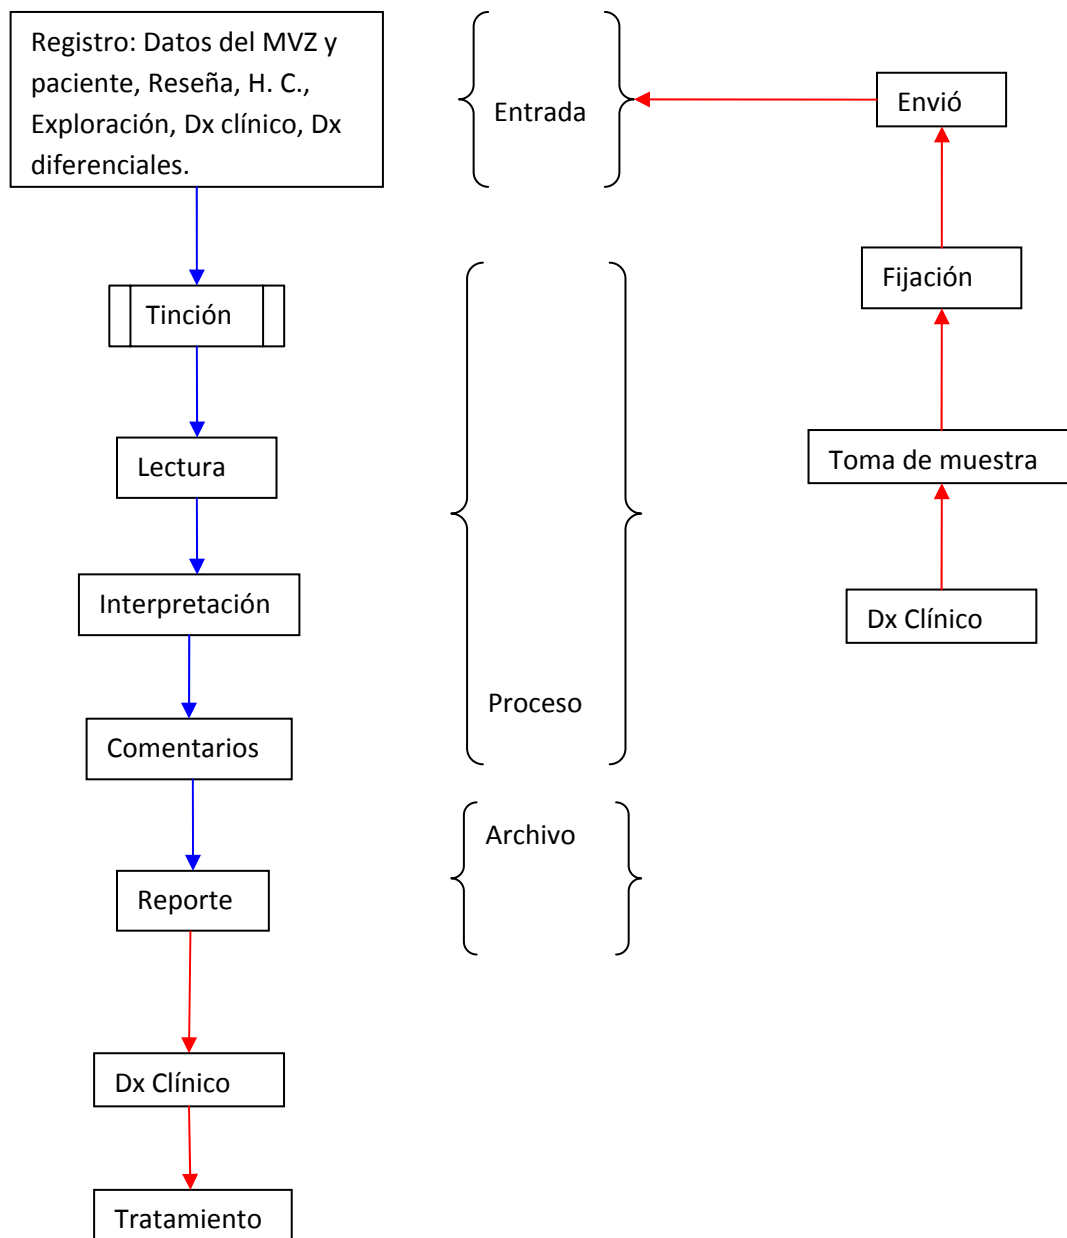 Registro: Datos del MVZ y
paciente, Reseña, H. C.,
Exploración, Dx clínico, Dx
diferenciales.
Tinción
Lectura
Interpretación
Comentarios
Reporte
Dx Clínico
Tratamiento
Entrada
Proceso
Archivo
Envió
Fijación
Toma de muestra
Dx Clínico